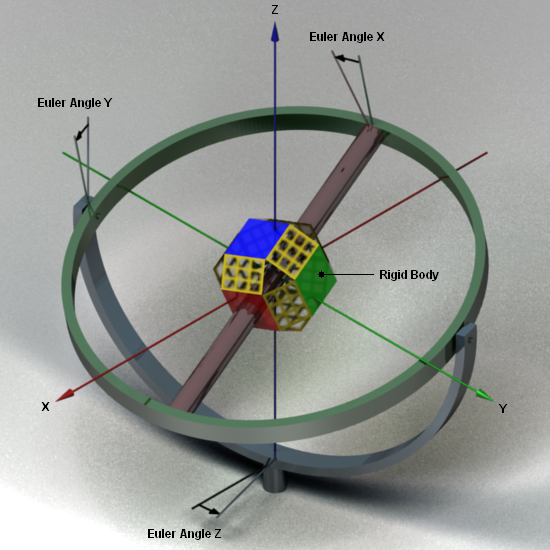 Z
Euler Angle X
Euler Angle Y
Rigid Body
X
Y
Euler Angle Z